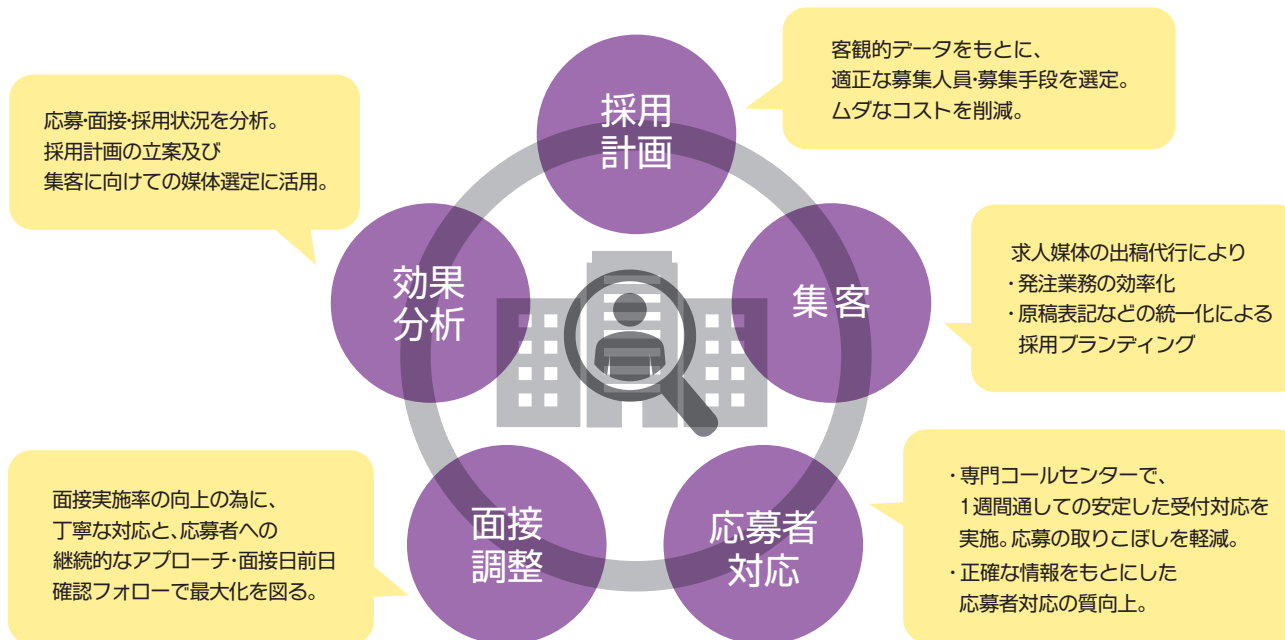 採用
計画
客観的データをもとに、
適正な募集人員・募集手段を選定。
ムダなコストを削減。
集客
求人媒体の出稿代行により
・発注業務の効率化
・原稿表記などの統一化による
採用ブランディング
応募者
対応
・専門コールセンターで、
1週間通しての安定した受付対応を
実施。応募の取りこぼしを軽減。
・正確な情報をもとにした
応募者対応の質向上。
面接
調整
面接実施率の向上の為に、
丁寧な対応と、応募者への
継続的なアプローチ・面接日前日
確認フォローで最大化を図る。
効果
分析
応募・面接・採用状況を分析。
採用計画の立案及び
集客に向けての媒体選定に活用。